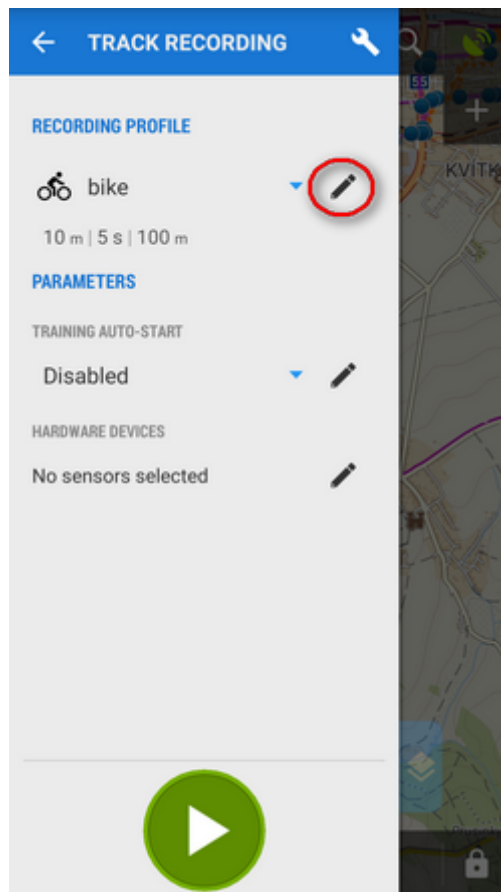 TRACK RECORDING
55
RECORDING PROFILE
bike
10 m | 5 s | 100 m
PARAMETERS
TRAINING AUTO-START
Disabled
HARDWARE DEVICES
No sensors selected
KVÍTK